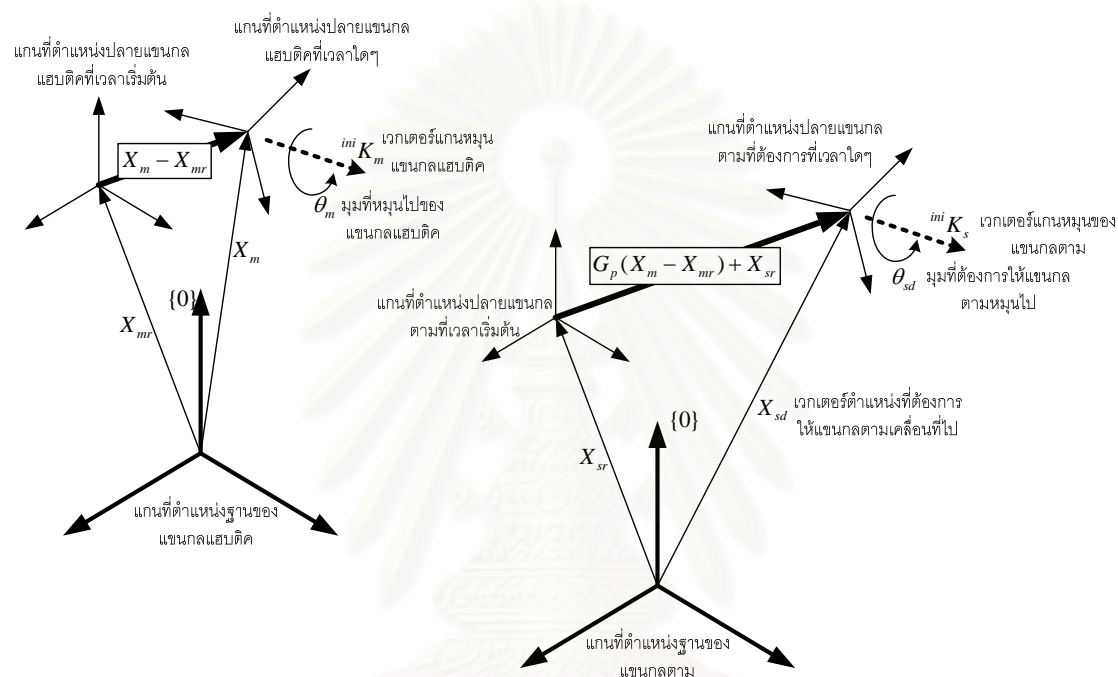 แกนที่ตำแหน่งปลายแขนกล
แฮบติคที่เวลาเริ่มต้น
แกนที่ตำแหน่งปลายแขนกล
แฮบติคที่เวลาใดๆ
X_m − X_mr
^ini K_m เวกเตอร์แกนหมุน
แขนกลแฮบติค
θ_m มุมที่หมุนไปของ
แขนกลแฮบติค
X_m
{0}
X_mr
แกนที่ตำแหน่งฐานของ
แขนกลแฮบติค
แกนที่ตำแหน่งปลายแขนกล
ตามที่ต้องการที่เวลาใดๆ
^ini K_s เวกเตอร์แกนหมุนของ
แขนกลตาม
G_p(X_m − X_mr) + X_sr
θ_sd มุมที่ต้องการให้แขนกล
ตามหมุนไป
แกนที่ตำแหน่งปลายแขนกล
ตามที่เวลาเริ่มต้น
X_sd เวกเตอร์ตำแหน่งที่ต้องการ
ให้แขนกลตามเคลื่อนที่ไป
{0}
X_sr
แกนที่ตำแหน่งฐานของ
แขนกลตาม